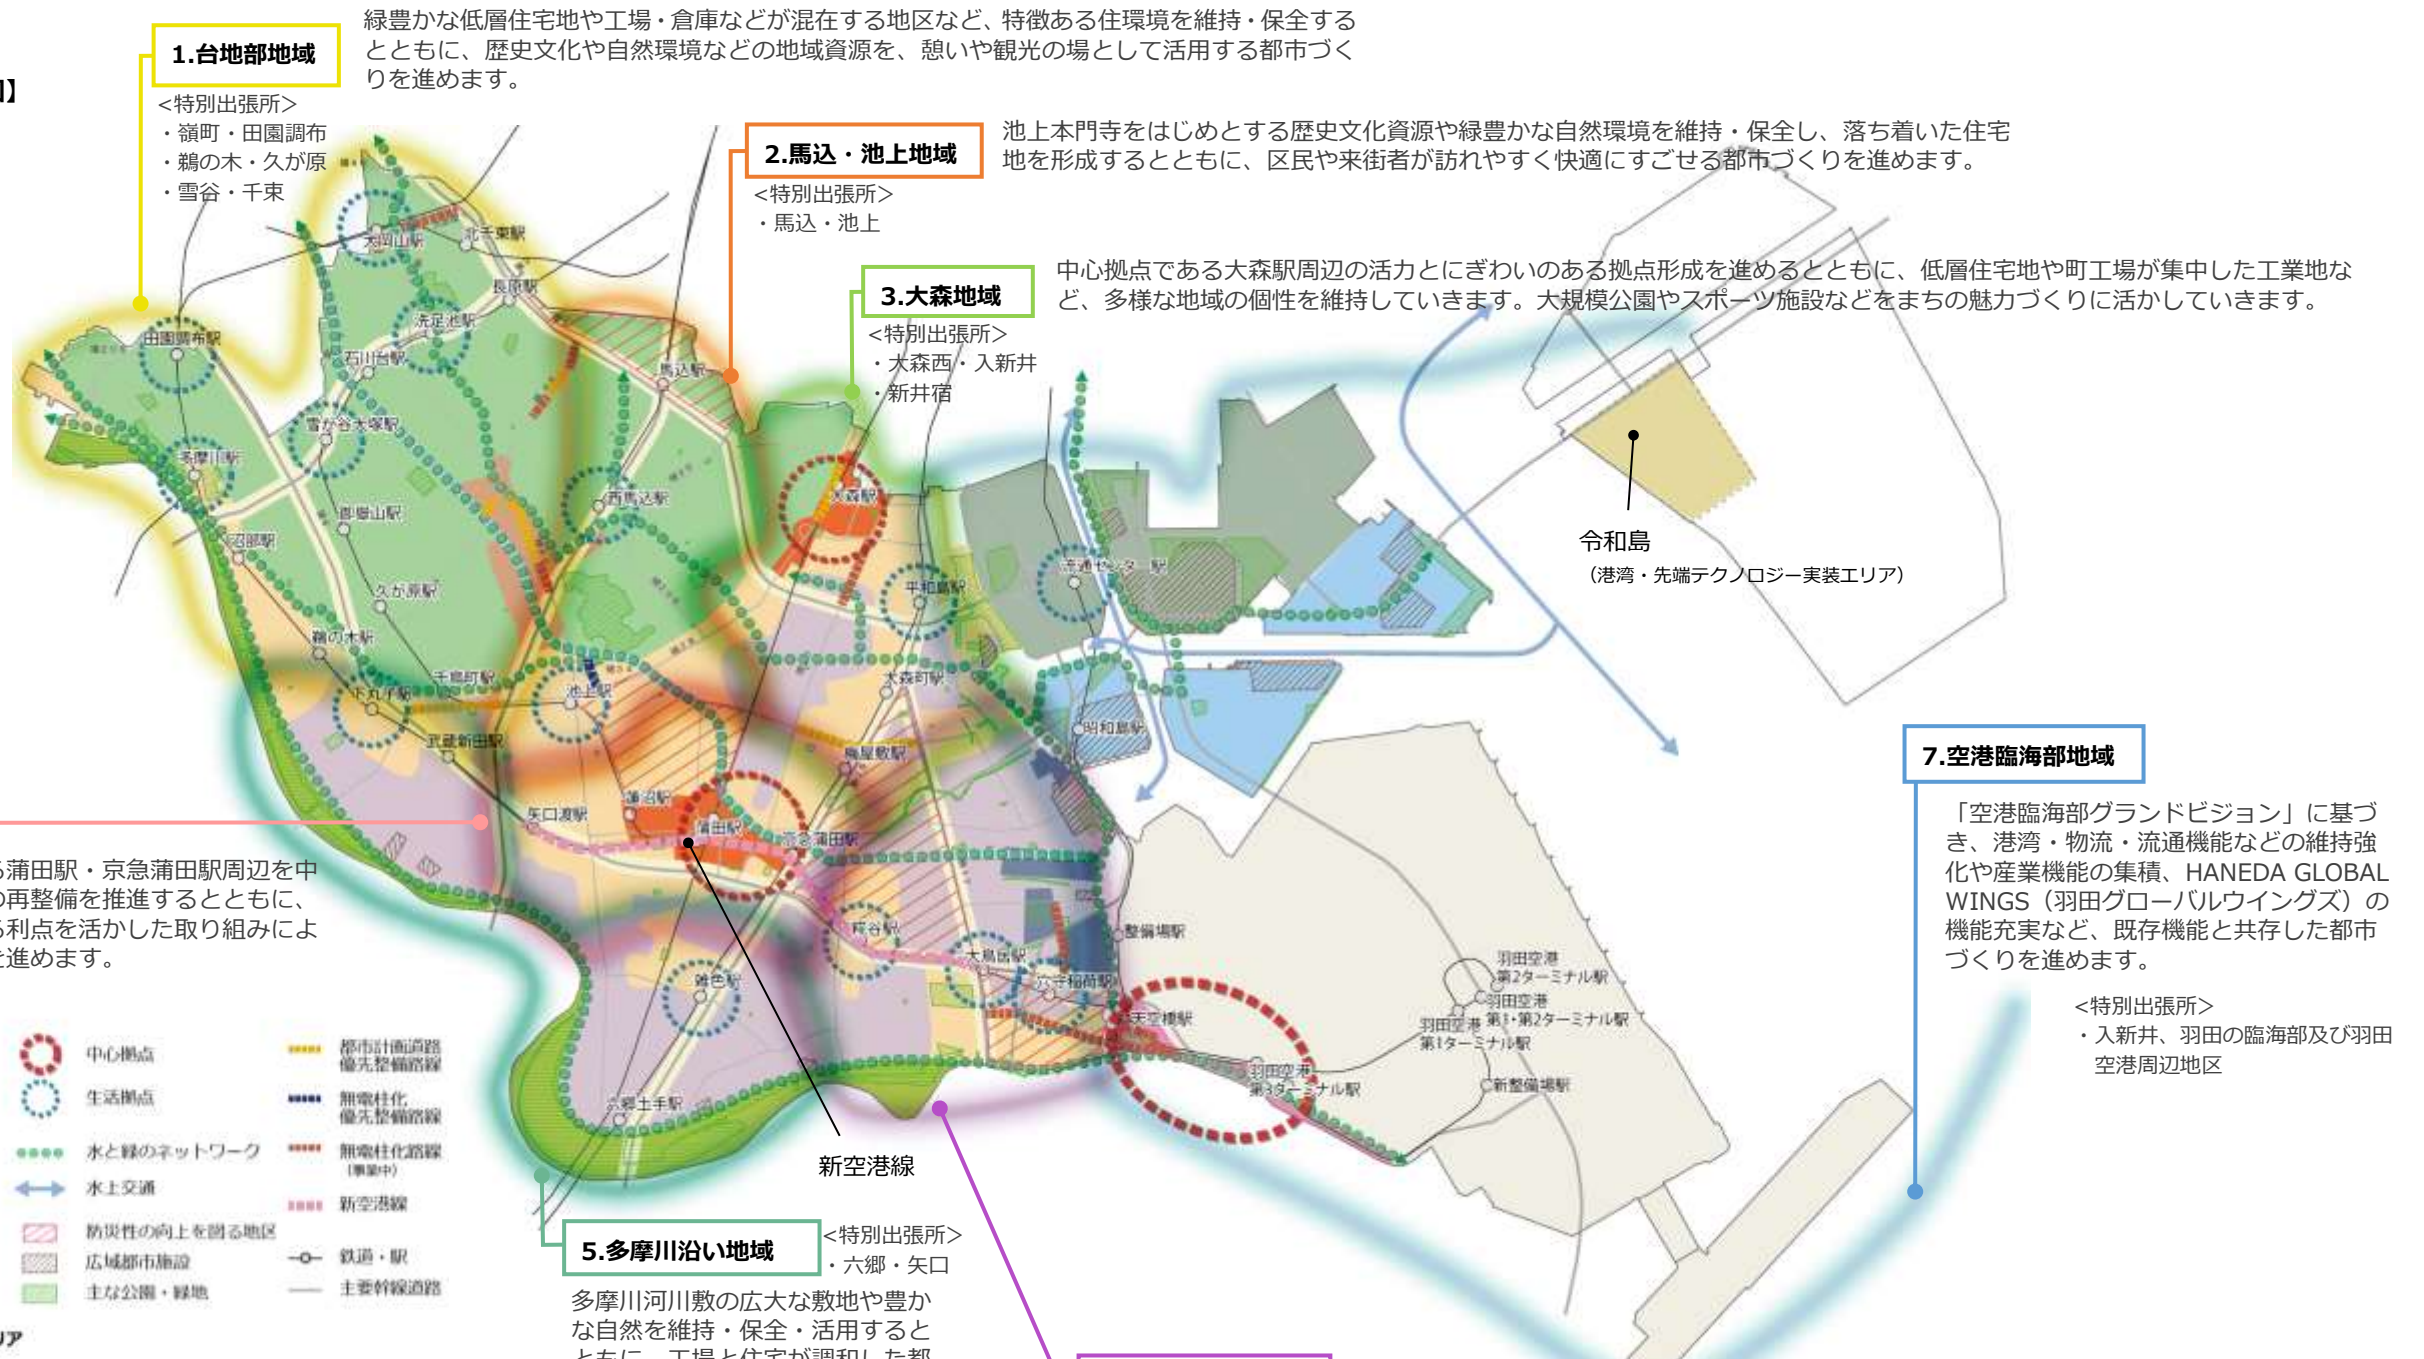 1.台地部地域
緑豊かな低層住宅地や工場・倉庫などが混在する地区など、特徴ある住環境を維持・保全する
とともに、歴史文化や自然環境などの地域資源を、憩いや観光の場として活用する都市づく
りを進めます。
<特別出張所>
・嶺町・田園調布
・鵜の木・久が原
・雪谷・千束
2.馬込・池上地域
池上本門寺をはじめとする歴史文化資源や緑豊かな自然環境を維持・保全し、落ち着いた住宅
地を形成するとともに、区民や来街者が訪れやすく快適にすごせる都市づくりを進めます。
<特別出張所>
・馬込・池上
3.大森地域
中心拠点である大森駅周辺の活力とにぎわいのある拠点形成を進めるとともに、低層住宅地や町工場が集中した工業地な
ど、多様な地域の個性を維持していきます。大規模公園やスポーツ施設などをまちの魅力づくりに活かしていきます。
<特別出張所>
・大森西・入新井
・新井宿
大岡山駅
北千束駅
長原駅
洗足池駅
田園調布駅
石川台駅
馬込駅
雪が谷大塚駅
多摩川駅
御嶽山駅
西馬込駅
大森駅
沼部駅
久が原駅
平和島駅
流通センター駅
鵜の木駅
千鳥町駅
下丸子駅
池上駅
大森町駅
武蔵新田駅
昭和島駅
梅屋敷駅
矢口渡駅
蓮沼駅
蒲田駅
京急蒲田駅
糀谷駅
大鳥居駅
穴守稲荷駅
整備場駅
雑色駅
天空橋駅
六郷土手駅
羽田空港
第3ターミナル駅
羽田空港
第2ターミナル駅
羽田空港
第1・第2ターミナル駅
羽田空港
第1ターミナル駅
新整備場駅
令和島
（港湾・先端テクノロジー実装エリア）
7.空港臨海部地域
「空港臨海部グランドビジョン」に基づ
き、港湾・物流・流通機能などの維持強
化や産業機能の集積、HANEDA GLOBAL
WINGS（羽田グローバルウイングズ）の
機能充実など、既存機能と共存した都市
づくりを進めます。
<特別出張所>
・入新井、羽田の臨海部及び羽田
空港周辺地区
蒲田駅・京急蒲田駅周辺を中
の再整備を推進するとともに、
る利点を活かした取り組みによ
を進めます。
中心拠点
生活拠点
水と緑のネットワーク
水上交通
防災性の向上を図る地区
広域都市施設
主な公園・緑地
都市計画道路
優先整備路線
無電柱化
優先整備路線
無電柱化路線
（事業中）
新空港線
鉄道・駅
主要幹線道路
リア
新空港線
5.多摩川沿い地域
<特別出張所>
・六郷・矢口
多摩川河川敷の広大な敷地や豊か
な自然を維持・保全・活用すると
ともに、工場と住宅が調和した都